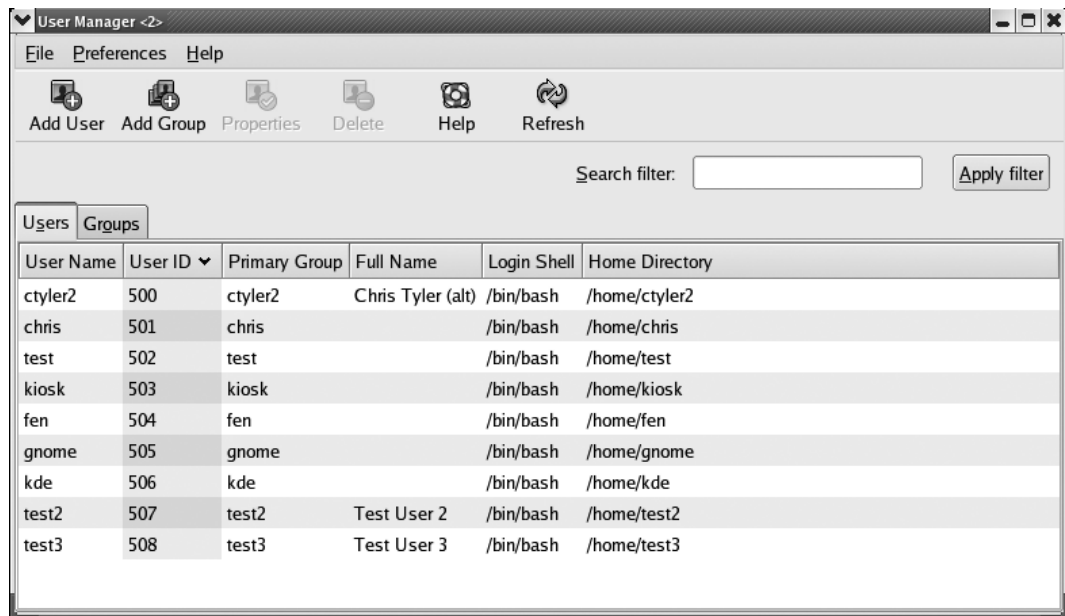 User Manager <2>
File Preferences Help
Add User Add Group Properties Delete Help Refresh
Search filter: Apply filter
Users Groups
User Name User ID Primary Group Full Name Login Shell Home Directory
ctyler2 500 ctyler2 Chris Tyler (alt) /bin/bash /home/ctyler2
chris 501 chris /bin/bash /home/chris
test 502 test /bin/bash /home/test
kiosk 503 kiosk /bin/bash /home/kiosk
fen 504 fen /bin/bash /home/fen
gnome 505 gnome /bin/bash /home/gnome
kde 506 kde /bin/bash /home/kde
test2 507 test2 Test User 2 /bin/bash /home/test2
test3 508 test3 Test User 3 /bin/bash /home/test3